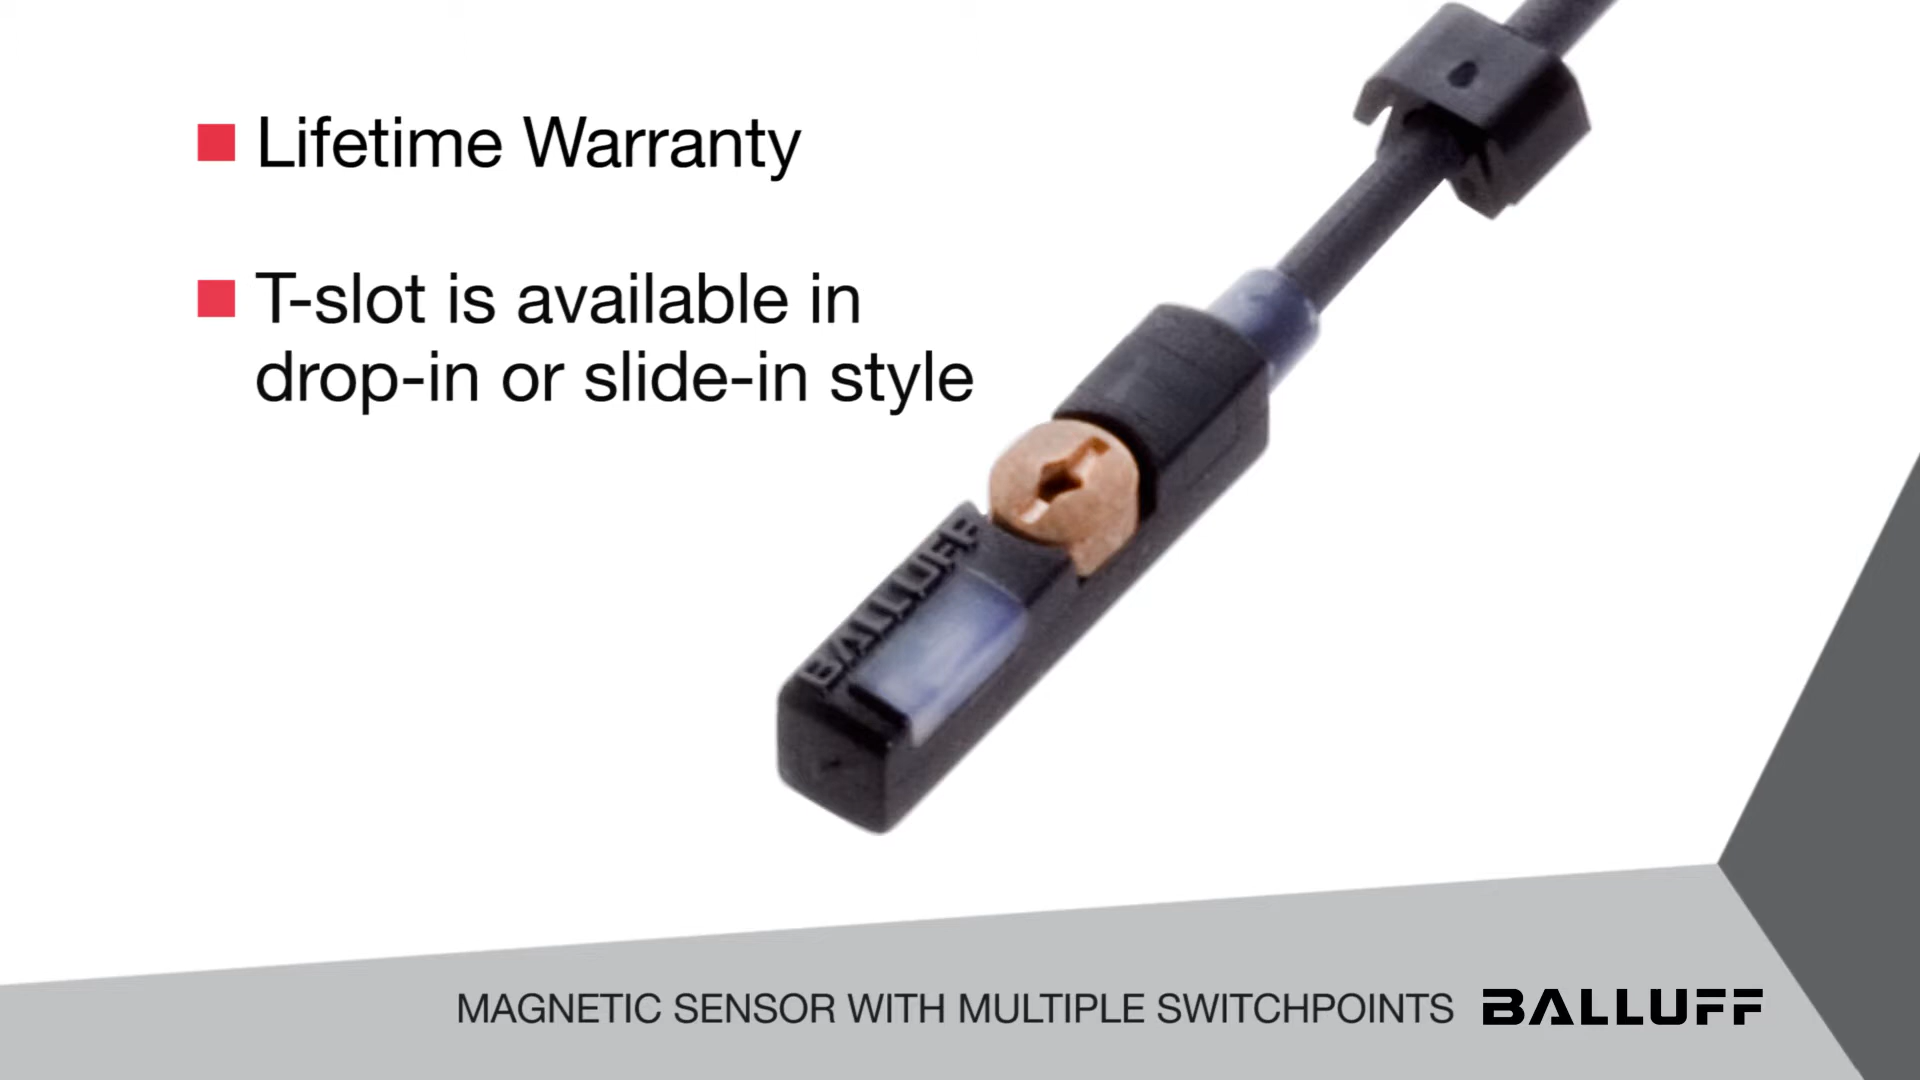 Lifetime Warranty
T-slot is available in
drop-in or slide-in style
BALLUFF
MAGNETIC SENSOR WITH MULTIPLE SWITCHPOINTS BALLUFF